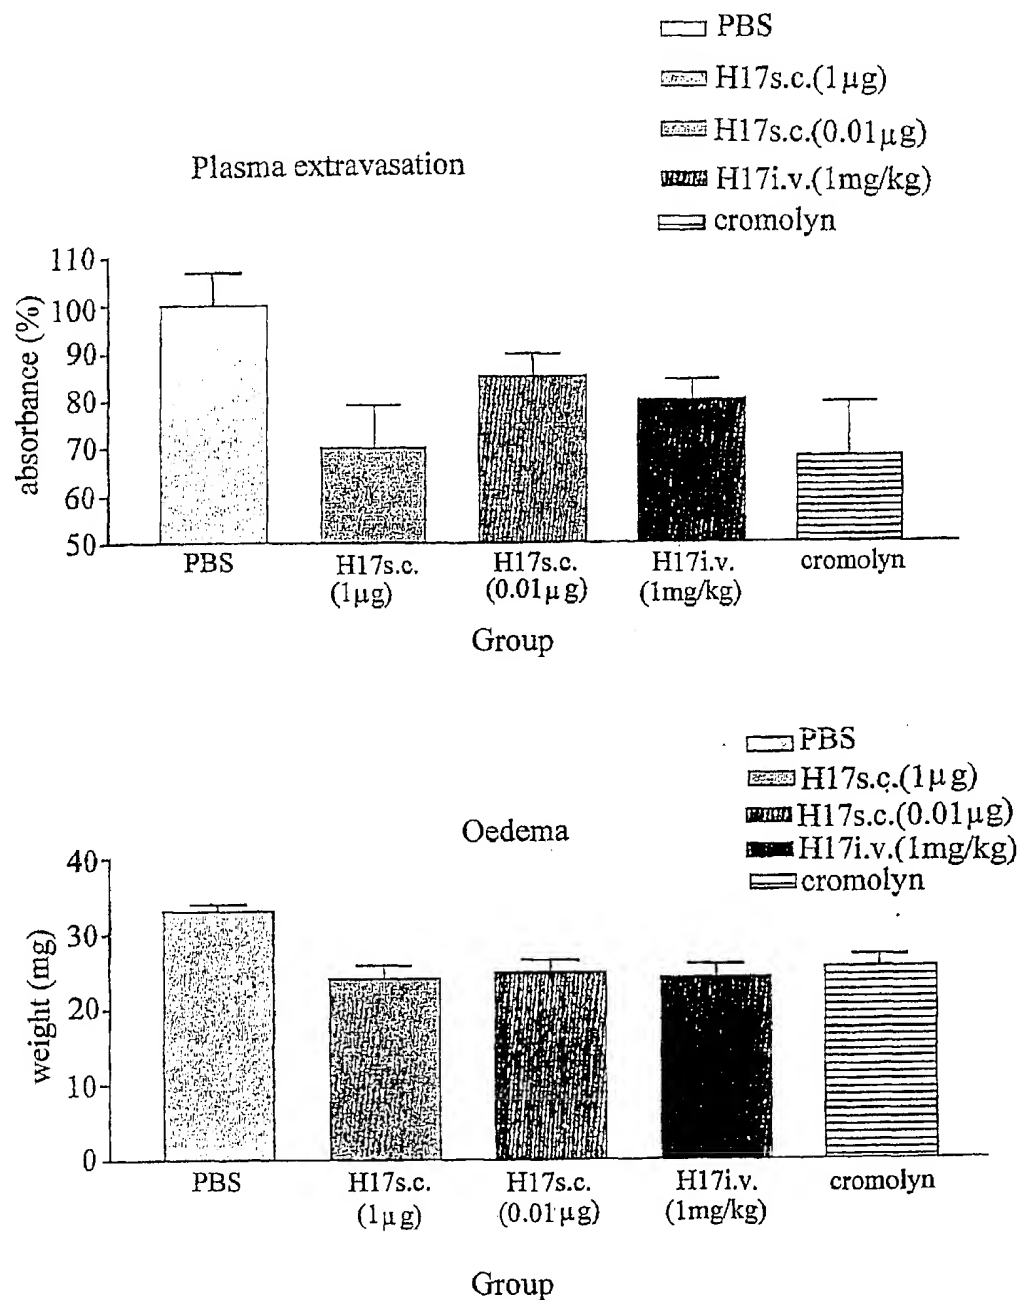 PBS
H17s.c.(1μg)
H17s.c.(0.01μg)
H17i.v.(1mg/kg)
cromolyn
Plasma extravasation
absorbance (%)
110
100
90
80
70
60
50
PBS
H17s.c.
(1μg)
H17s.c.
(0.01μg)
H17i.v.
(1mg/kg)
cromolyn
Group
PBS
H17s.c.(1μg)
H17s.c.(0.01μg)
H17i.v.(1mg/kg)
cromolyn
Oedema
weight (mg)
40
30
20
10
0
PBS
H17s.c.
(1μg)
H17s.c.
(0.01μg)
H17i.v.
(1mg/kg)
cromolyn
Group